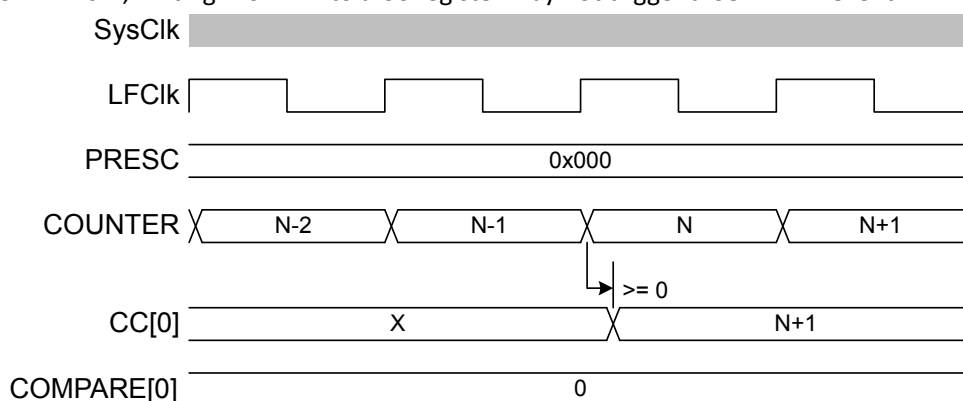 SysClk
LFClk
PRESC 0x000
COUNTER N-2 N-1 N N+1
>= 0
CC[0] X N+1
COMPARE[0] 0